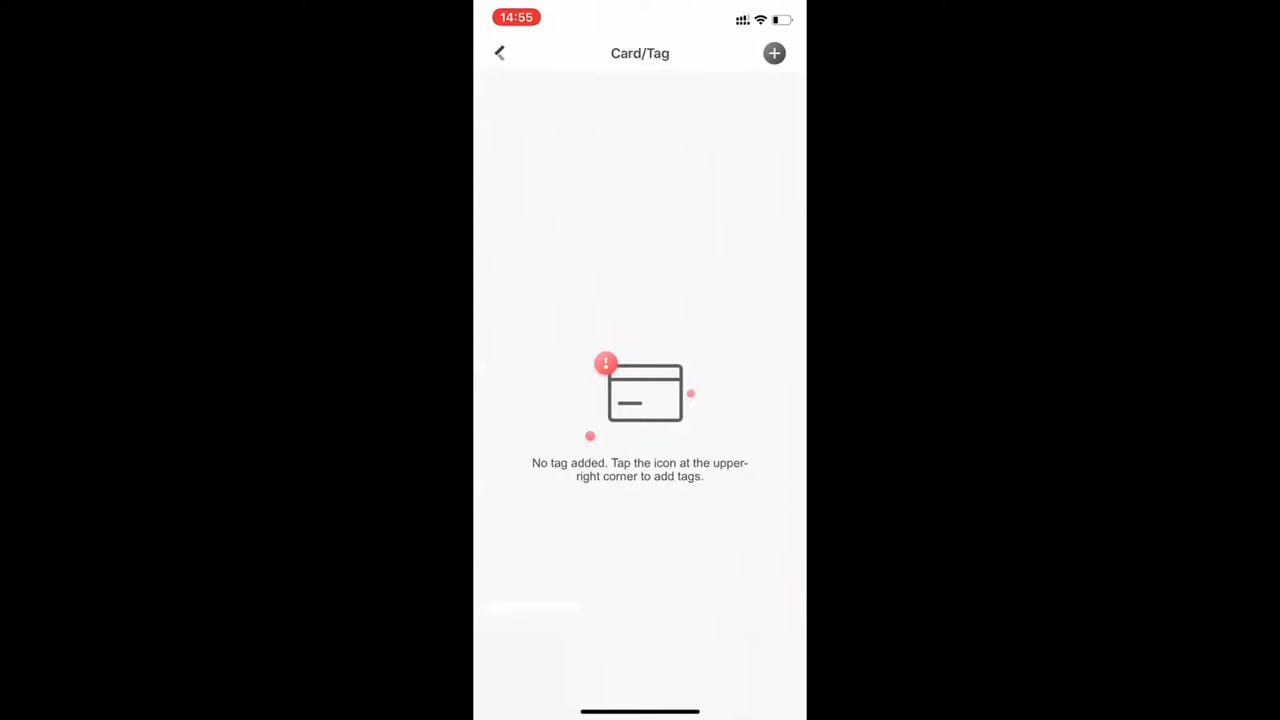 14:55
Card/Tag
No tag added. Tap the icon at the upper-
right corner to add tags.